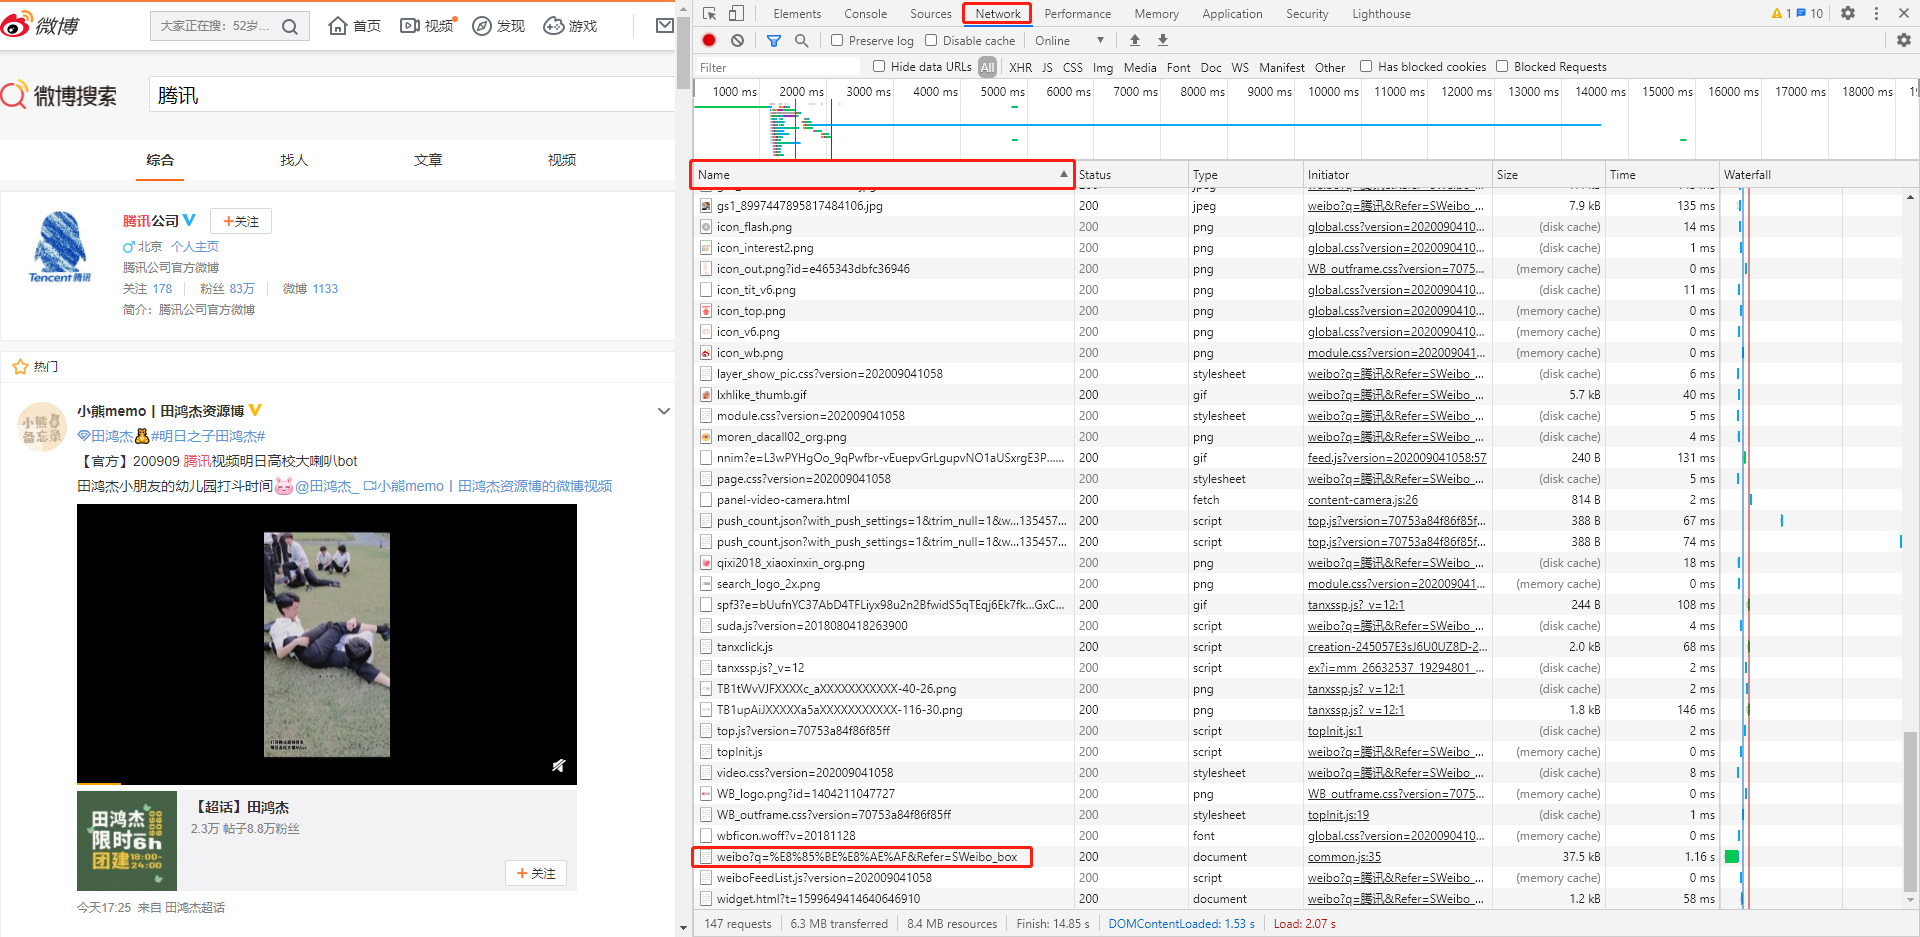 微博
大家正在搜：52岁...
首页
视频
发现
游戏
微博搜索
腾讯
综合
找人
文章
视频
Tencent 腾讯
腾讯公司
+关注
北京 个人主页
腾讯公司官方微博
关注 178 粉丝 83万 微博 1133
简介：腾讯公司官方微博
热门
小熊
备忘录
小熊memo丨田鸿杰资源博
田鸿杰 #明日之子田鸿杰#
【官方】200909 腾讯视频明日高校大喇叭bot
田鸿杰小朋友的幼儿园打斗时间 @田鸿杰_ 小熊memo丨田鸿杰资源博的微博视频
田鸿杰
限时6h
团建 18:00-24:00
【超话】田鸿杰
2.3万 帖子8.8万粉丝
+ 关注
今天17:25 来自 田鸿杰超话
Elements Console Sources Network Performance Memory Application Security Lighthouse 1 10
Preserve log Disable cache Online
Filter Hide data URLs All XHR JS CSS Img Media Font Doc WS Manifest Other Has blocked cookies Blocked Requests
1000 ms 2000 ms 3000 ms 4000 ms 5000 ms 6000 ms 7000 ms 8000 ms 9000 ms 10000 ms 11000 ms 12000 ms 13000 ms 14000 ms 15000 ms 16000 ms 17000 ms 18000 ms
Name Status Type Initiator Size Time Waterfall
gs1_8997447895817484106.jpg 200 jpeg weibo?q=腾讯&Refer=SWeibo_... 7.9 kB 135 ms
icon_flash.png 200 png global.css?version=2020090410... (disk cache) 14 ms
icon_interest2.png 200 png global.css?version=2020090410... (disk cache) 1 ms
icon_out.png?id=e465343dbfc36946 200 png WB_outframe.css?version=7075... (memory cache) 0 ms
icon_tit_v6.png 200 png global.css?version=2020090410... (disk cache) 11 ms
icon_top.png 200 png global.css?version=2020090410... (memory cache) 0 ms
icon_v6.png 200 png global.css?version=2020090410... (memory cache) 0 ms
icon_wb.png 200 png module.css?version=202009041... (memory cache) 0 ms
layer_show_pic.css?version=202009041058 200 stylesheet weibo?q=腾讯&Refer=SWeibo_... (disk cache) 6 ms
lxhlike_thumb.gif 200 gif weibo?q=腾讯&Refer=SWeibo_... 5.7 kB 40 ms
module.css?version=202009041058 200 stylesheet weibo?q=腾讯&Refer=SWeibo_... (disk cache) 5 ms
moren_dacall02_org.png 200 png weibo?q=腾讯&Refer=SWeibo_... (disk cache) 4 ms
nnim?e=L3wPYHgOo_9qPwfbr-vEuepvGrLgupvNO1aUSxrgE3P...... 200 gif feed.js?version=202009041058:57 240 B 131 ms
page.css?version=202009041058 200 stylesheet weibo?q=腾讯&Refer=SWeibo_... (disk cache) 5 ms
panel-video-camera.html 200 fetch content-camera.js:26 814 B 2 ms
push_count.json?with_push_settings=1&trim_null=1&w...135457... 200 script top.js?version=70753a84f86f85f... 388 B 67 ms
push_count.json?with_push_settings=1&trim_null=1&w...135457... 200 script top.js?version=70753a84f86f85f... 388 B 74 ms
qixi2018_xiaoxinxin_org.png 200 png weibo?q=腾讯&Refer=SWeibo_... (disk cache) 18 ms
search_logo_2x.png 200 png module.css?version=202009041... (memory cache) 0 ms
spf3?e=bUufnYC37AbD4TFLiyx98u2n2BfwidS5qTEqj6Ek7fk...GxC... 200 gif tanxssp.js?_v=12:1 244 B 108 ms
suda.js?version=2018080418263900 200 script weibo?q=腾讯&Refer=SWeibo_... (disk cache) 4 ms
tanxclick.js 200 script creation-245057E3sJ6U0UZ8D-2... 2.0 kB 68 ms
tanxssp.js?_v=12 200 script ex?i=mm_26632537_19294801_... (disk cache) 2 ms
TB1tWvVJFXXXXc_aXXXXXXXXXXX-40-26.png 200 png tanxssp.js?_v=12:1 (disk cache) 2 ms
TB1upAiJXXXXXa5aXXXXXXXXXXX-116-30.png 200 png tanxssp.js?_v=12:1 1.8 kB 146 ms
top.js?version=70753a84f86f85ff 200 script topInit.js:1 (disk cache) 2 ms
topInit.js 200 script weibo?q=腾讯&Refer=SWeibo_... (memory cache) 0 ms
video.css?version=202009041058 200 stylesheet weibo?q=腾讯&Refer=SWeibo_... (disk cache) 8 ms
WB_logo.png?id=1404211047727 200 png WB_outframe.css?version=7075... (memory cache) 0 ms
WB_outframe.css?version=70753a84f86f85ff 200 stylesheet topInit.js:19 (disk cache) 1 ms
wbficon.woff?v=20181128 200 font global.css?version=2020090410... (memory cache) 0 ms
weibo?q=%E8%85%BE%E8%AE%AF&Refer=SWeibo_box 200 document common.js:35 37.5 kB 1.16 s
weiboFeedList.js?version=202009041058 200 script weibo?q=腾讯&Refer=SWeibo_... (memory cache) 0 ms
widget.html?t=1599649414640646910 200 document weibo?q=腾讯&Refer=SWeibo_... 1.2 kB 58 ms
147 requests 6.3 MB transferred 8.4 MB resources Finish: 14.85 s DOMContentLoaded: 1.53 s Load: 2.07 s